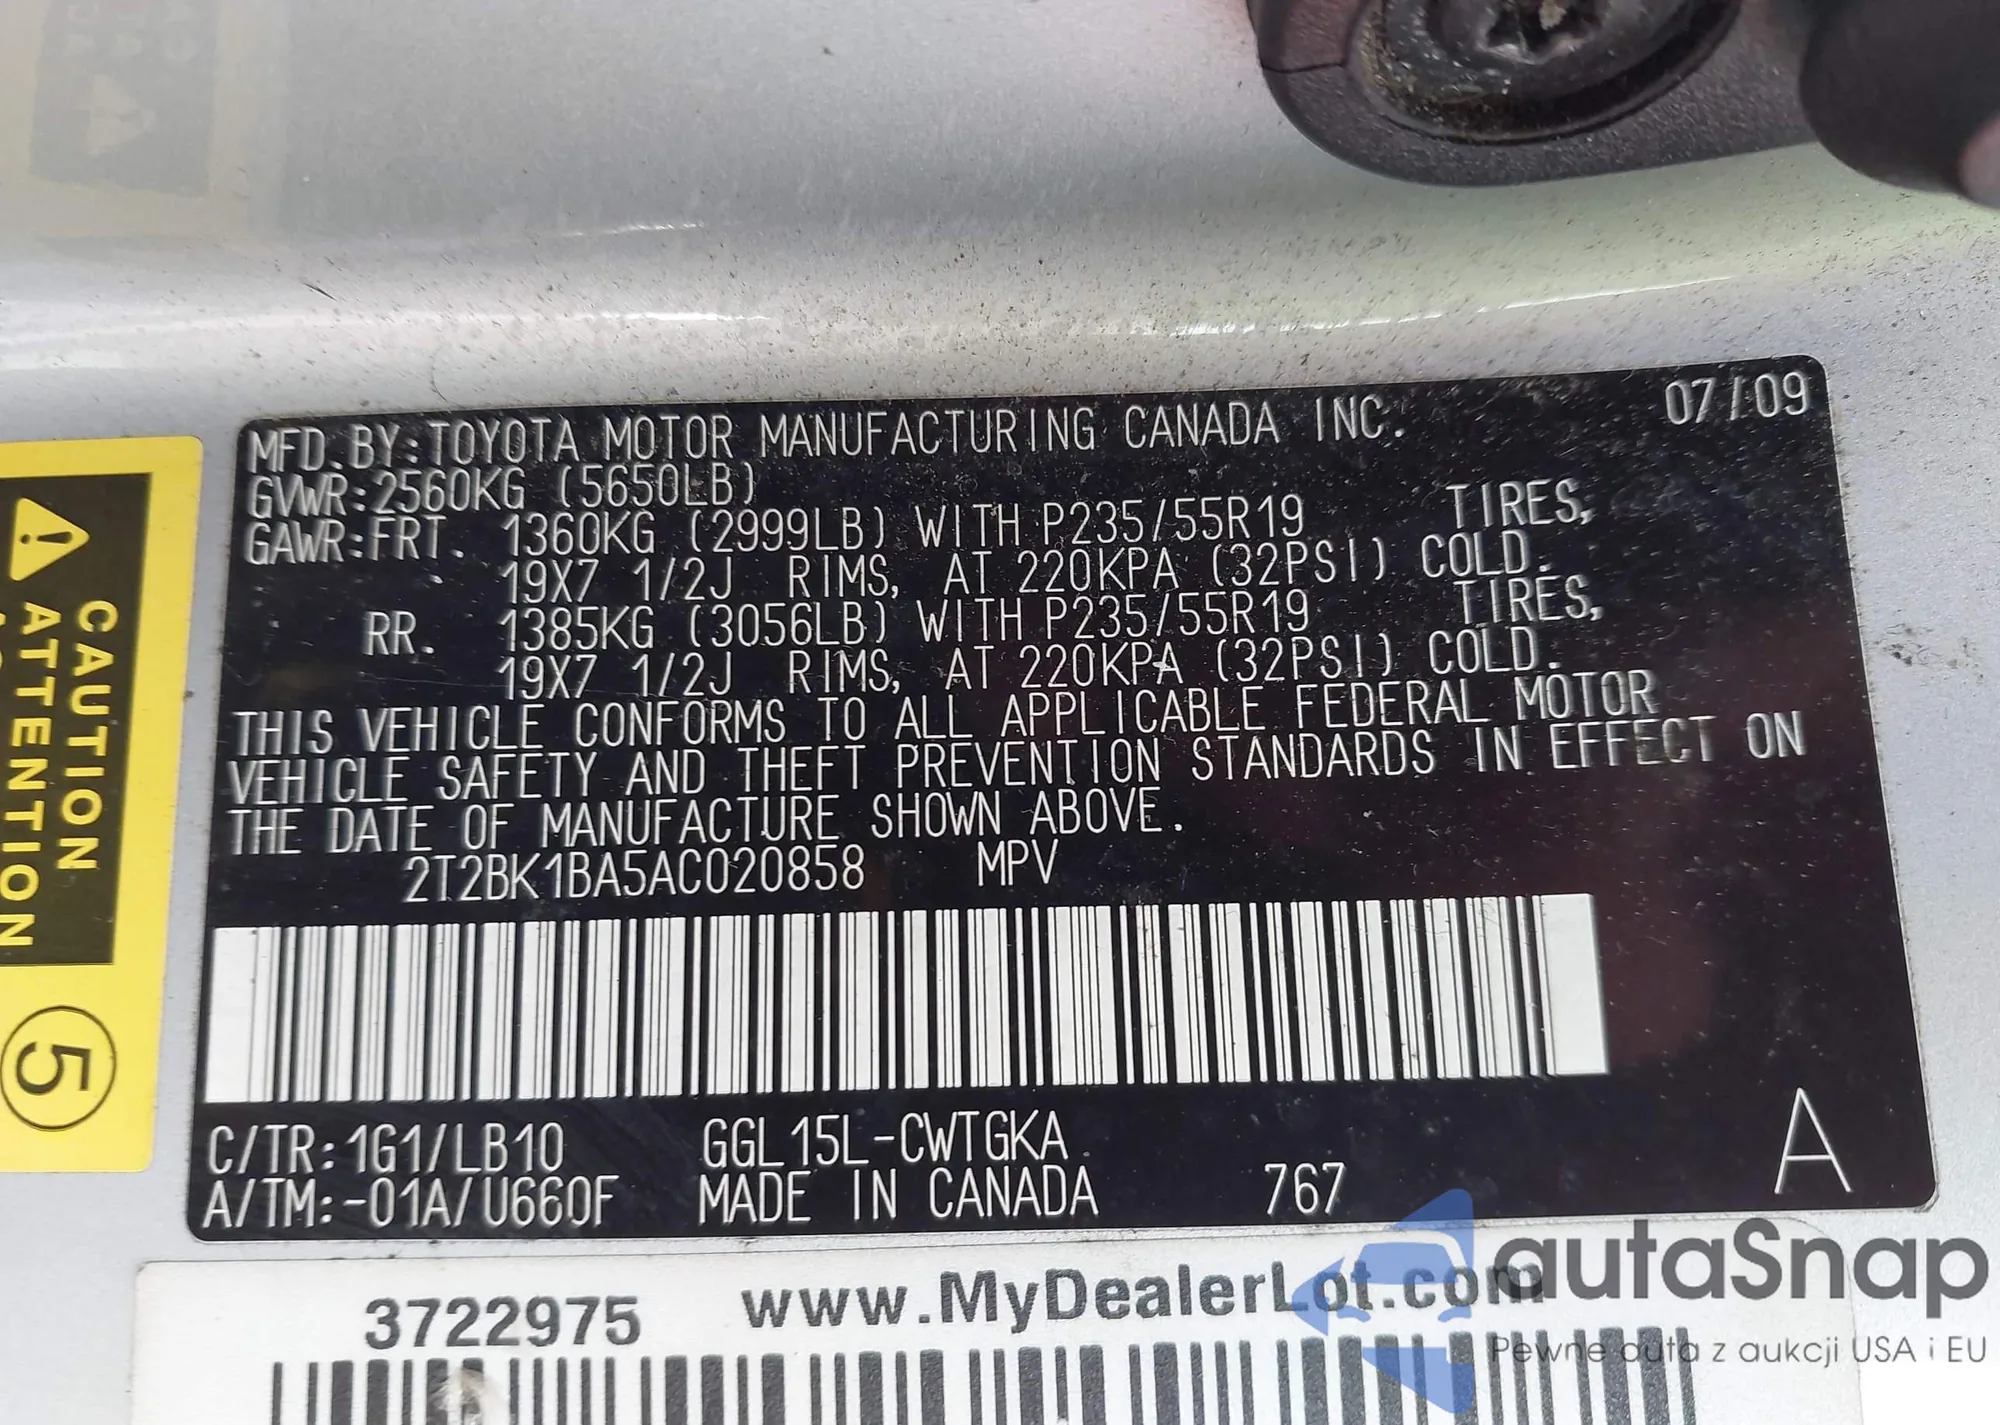 MFD.BY:TOYOTA MOTOR MANUFACTURING CANADA INC. 07/09
GVWR:2560KG (5650LB)
GAWR:FRT. 1360KG (2999LB) WITH P235/55R19 TIRES,
19X7 1/2J RIMS, AT 220KPA (32PSI) COLD.
RR. 1385KG (3056LB) WITH P235/55R19 TIRES,
19X7 1/2J RIMS, AT 220KPA (32PSI) COLD.
THIS VEHICLE CONFORMS TO ALL APPLICABLE FEDERAL MOTOR
VEHICLE SAFETY AND THEFT PREVENTION STANDARDS IN EFFECT ON
THE DATE OF MANUFACTURE SHOWN ABOVE.
2T2BK1BA5AC020858 MPV
C/TR:1G1/LB10 GGL15L-CWTGKA
A/TM:-01A/U660F MADE IN CANADA 767 A
CAUTION
ATTENTION
5
3722975 www.MyDealerLot.com
autaSnap
Pewne auta z aukcji USA i EU